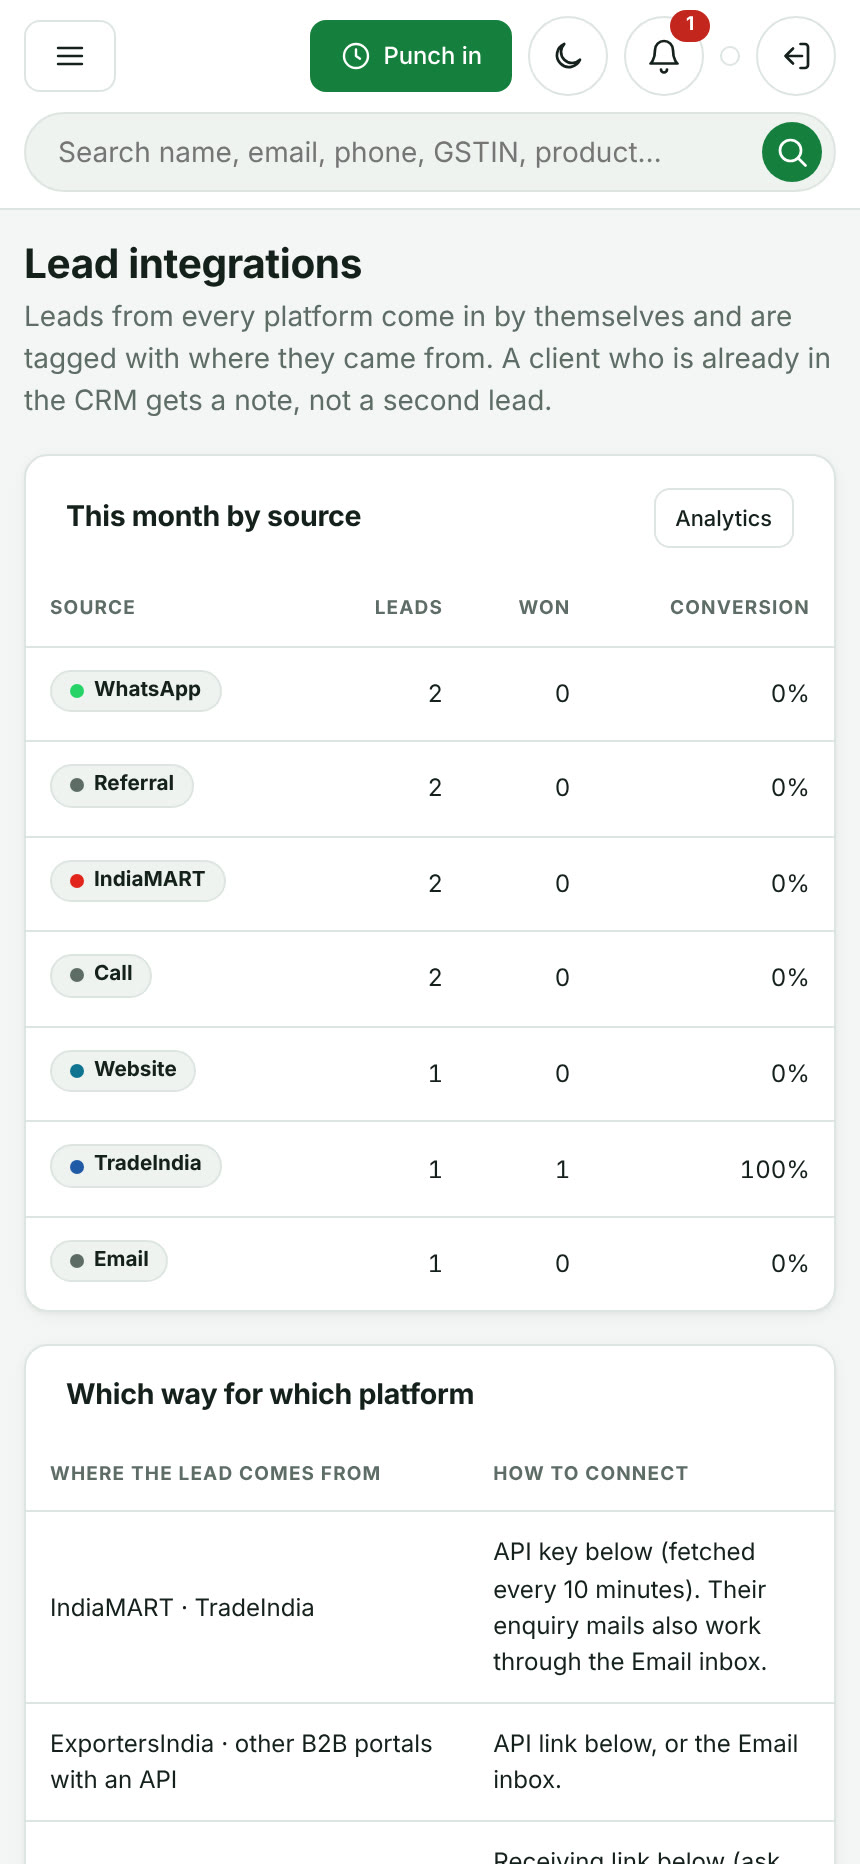 Punch in
1
Search name, email, phone, GSTIN, product...
Lead integrations
Leads from every platform come in by themselves and are
tagged with where they came from. A client who is already in
the CRM gets a note, not a second lead.
This month by source
Analytics
SOURCE LEADS WON CONVERSION
WhatsApp 2 0 0%
Referral 2 0 0%
IndiaMART 2 0 0%
Call 2 0 0%
Website 1 0 0%
TradeIndia 1 1 100%
Email 1 0 0%
Which way for which platform
WHERE THE LEAD COMES FROM HOW TO CONNECT
IndiaMART · TradeIndia
API key below (fetched
every 10 minutes). Their
enquiry mails also work
through the Email inbox.
ExportersIndia · other B2B portals
with an API
API link below, or the Email
inbox.
Receiving link below (ask